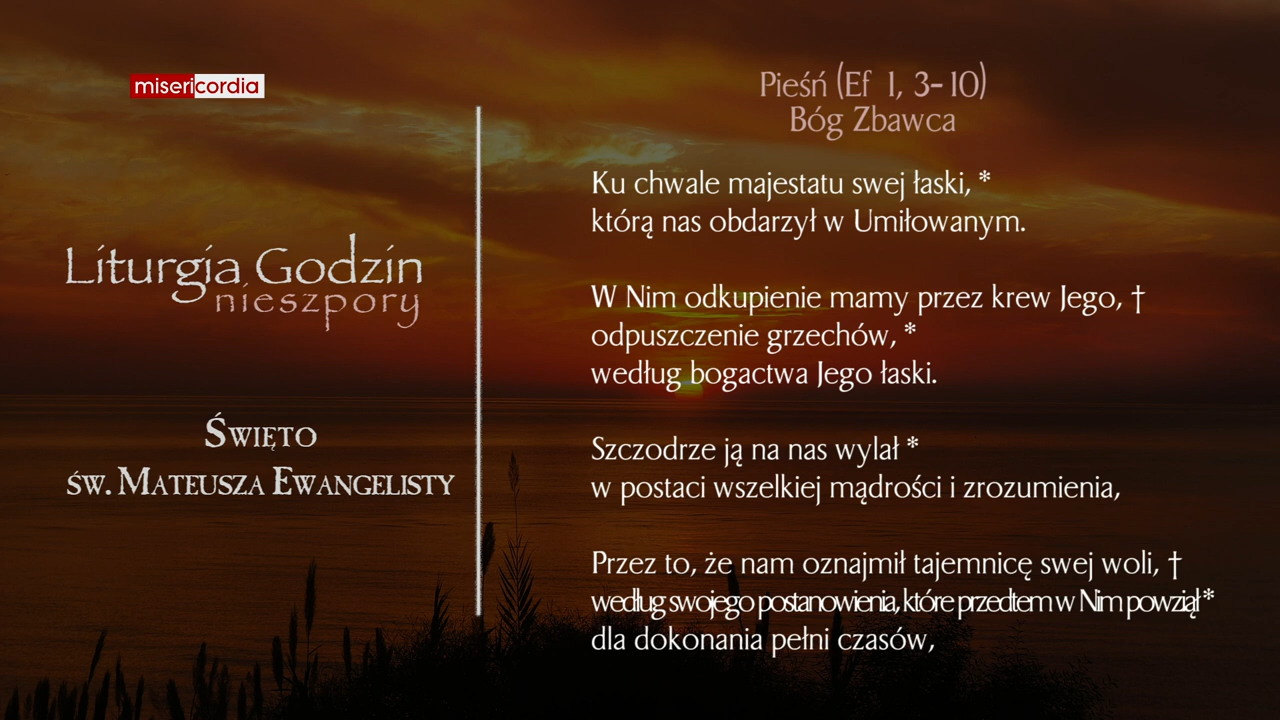 misericordia
Liturgia Godzin
nieszpory
Święto
św. Mateusza Ewangelisty
Pieśń (Ef 1, 3-10)
Bóg Zbawca
Ku chwale majestatu swej łaski, *
którą nas obdarzył w Umiłowanym.
W Nim odkupienie mamy przez krew Jego, †
odpuszczenie grzechów, *
według bogactwa Jego łaski.
Szczodrze ją na nas wylał *
w postaci wszelkiej mądrości i zrozumienia,
Przez to, że nam oznajmił tajemnicę swej woli, †
według swojego postanowienia, które przedtem w Nim powziął *
dla dokonania pełni czasów,